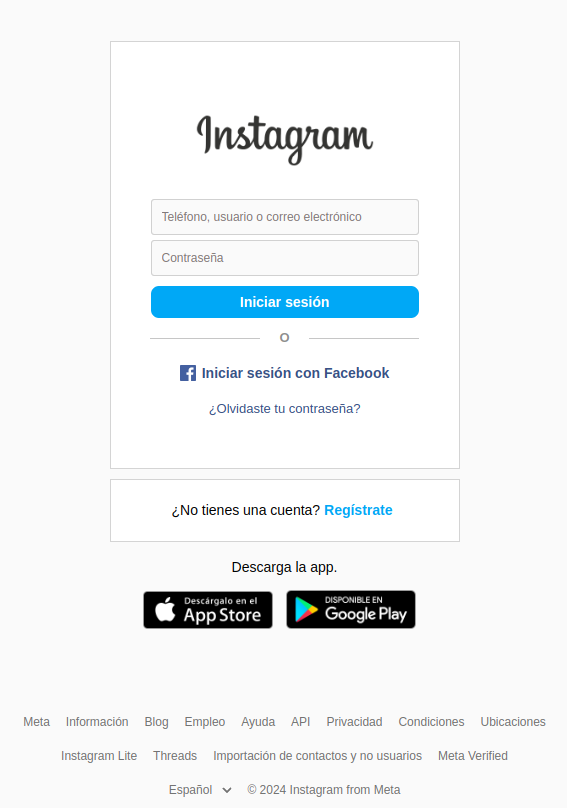 Instagram
Teléfono, usuario o correo electrónico
Contraseña
Iniciar sesión
O
Iniciar sesión con Facebook
¿Olvidaste tu contraseña?
¿No tienes una cuenta? Regístrate
Descarga la app.
Descárgalo en el
App Store
DISPONIBLE EN
Google Play
Meta Información Blog Empleo Ayuda API Privacidad Condiciones Ubicaciones
Instagram Lite Threads Importación de contactos y no usuarios Meta Verified
Español © 2024 Instagram from Meta